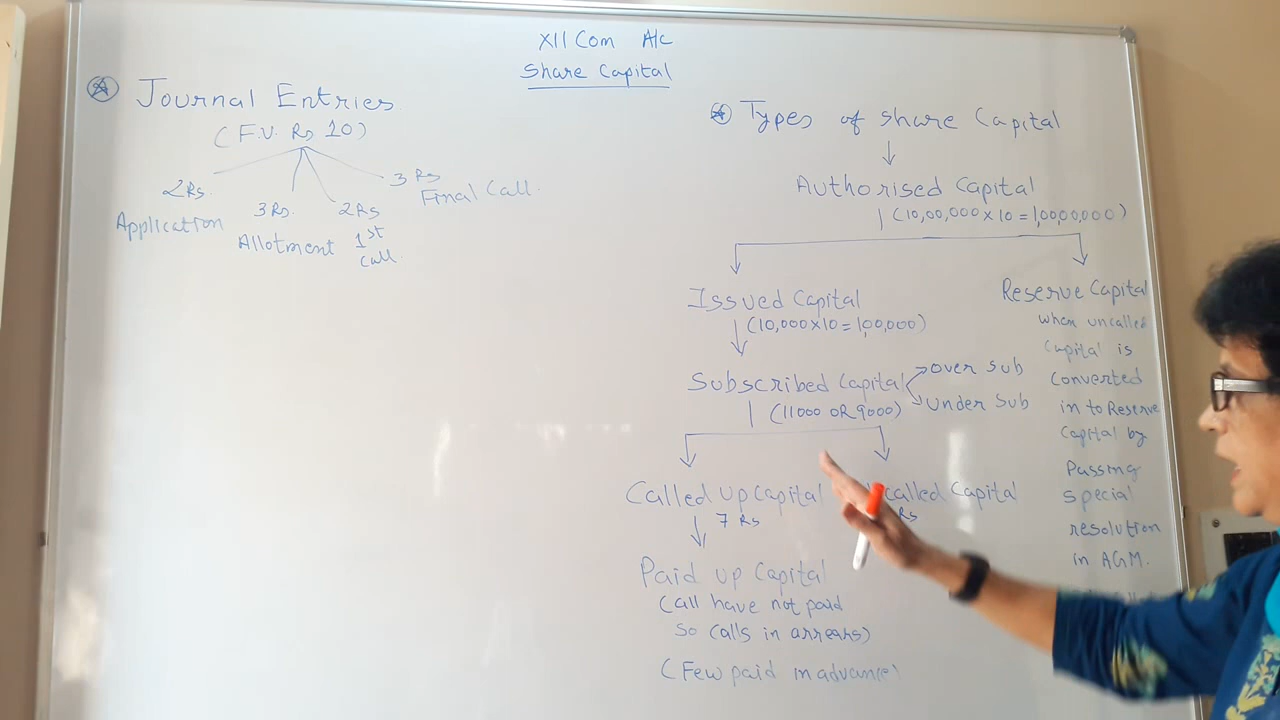 XII Com A/c
Share Capital
Journal Entries
(F.V. Rs 10)
2Rs.
Application
3Rs.
Allotment
2Rs
1st
Call
3 Rs
Final Call.
Types of Share Capital
Authorised Capital
(10,00,000 x 10 = 1,00,00,000)
Issued Capital
(10,000 x 10 = 1,00,000)
Subscribed Capital
Over Sub
Under Sub
(11000 OR 9000)
Called up Capital
7 Rs
called Capital
Rs
Paid up Capital
(all have not paid
so Calls in arrears)
(Few paid in advance)
Reserve Capital
when uncalled
Capital is
Converted
in to Reserve
Capital by
Passing
special
resolution
in AGM.